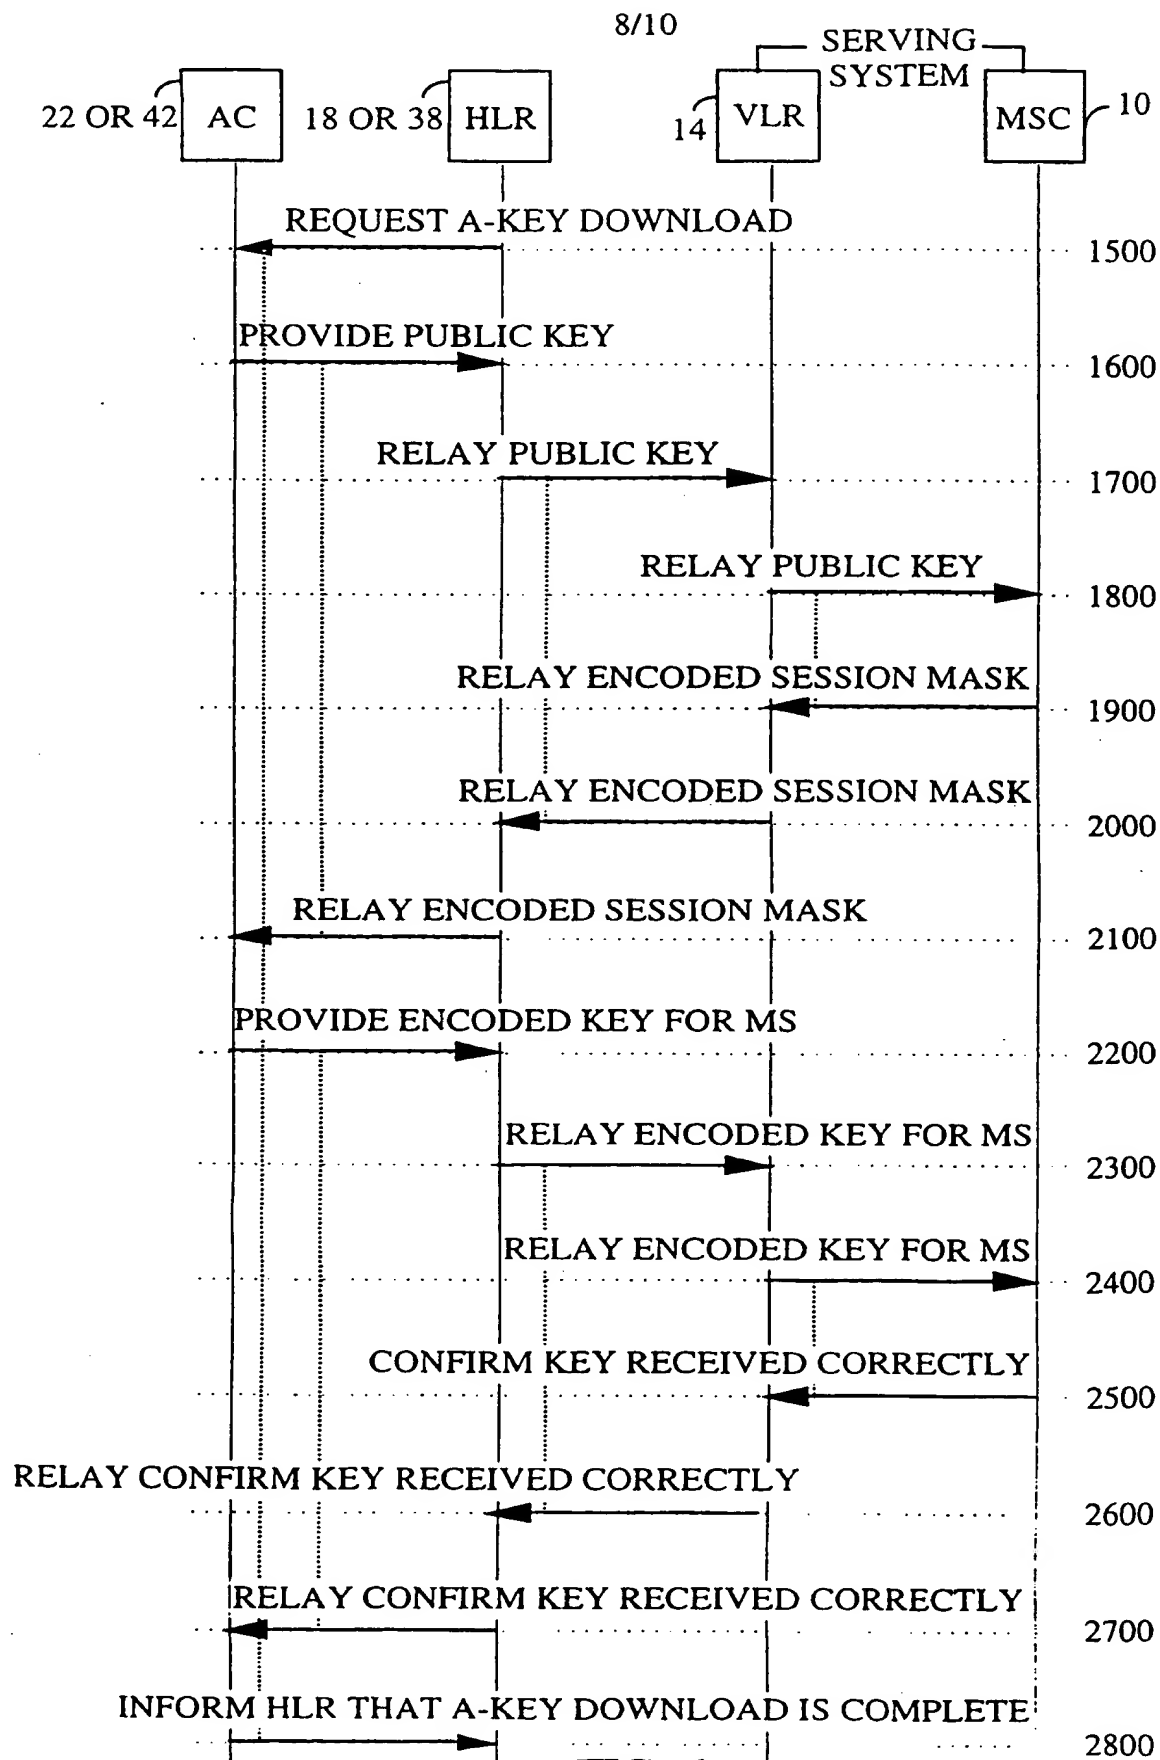 8/10
SERVING
SYSTEM
22 OR 42 AC 18 OR 38 HLR 14 VLR MSC 10
REQUEST A-KEY DOWNLOAD
1500
PROVIDE PUBLIC KEY
1600
RELAY PUBLIC KEY
1700
RELAY PUBLIC KEY
1800
RELAY ENCODED SESSION MASK
1900
RELAY ENCODED SESSION MASK
2000
RELAY ENCODED SESSION MASK
2100
PROVIDE ENCODED KEY FOR MS
2200
RELAY ENCODED KEY FOR MS
2300
RELAY ENCODED KEY FOR MS
2400
CONFIRM KEY RECEIVED CORRECTLY
2500
RELAY CONFIRM KEY RECEIVED CORRECTLY
2600
RELAY CONFIRM KEY RECEIVED CORRECTLY
2700
INFORM HLR THAT A-KEY DOWNLOAD IS COMPLETE
2800